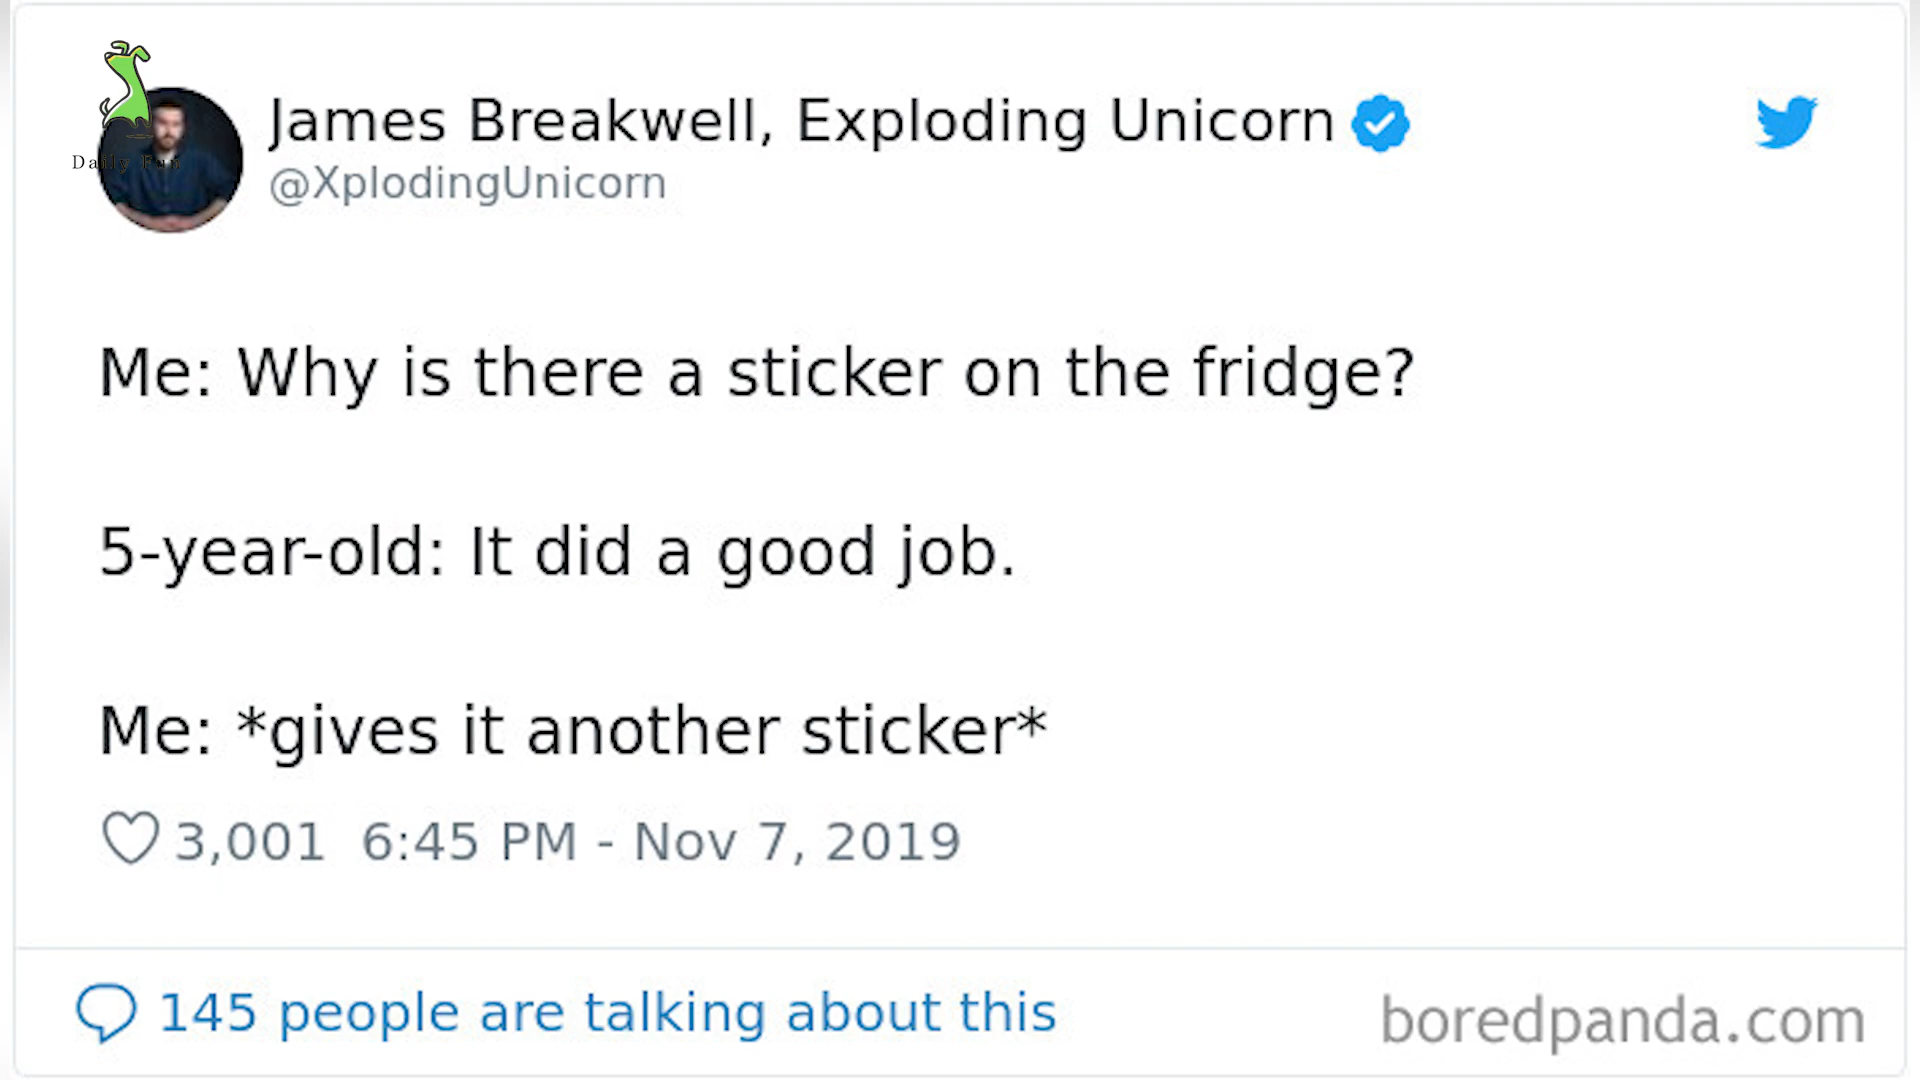 Daily Fun
James Breakwell, Exploding Unicorn
@XplodingUnicorn
Me: Why is there a sticker on the fridge?
5-year-old: It did a good job.
Me: *gives it another sticker*
3,001 6:45 PM - Nov 7, 2019
145 people are talking about this
boredpanda.com